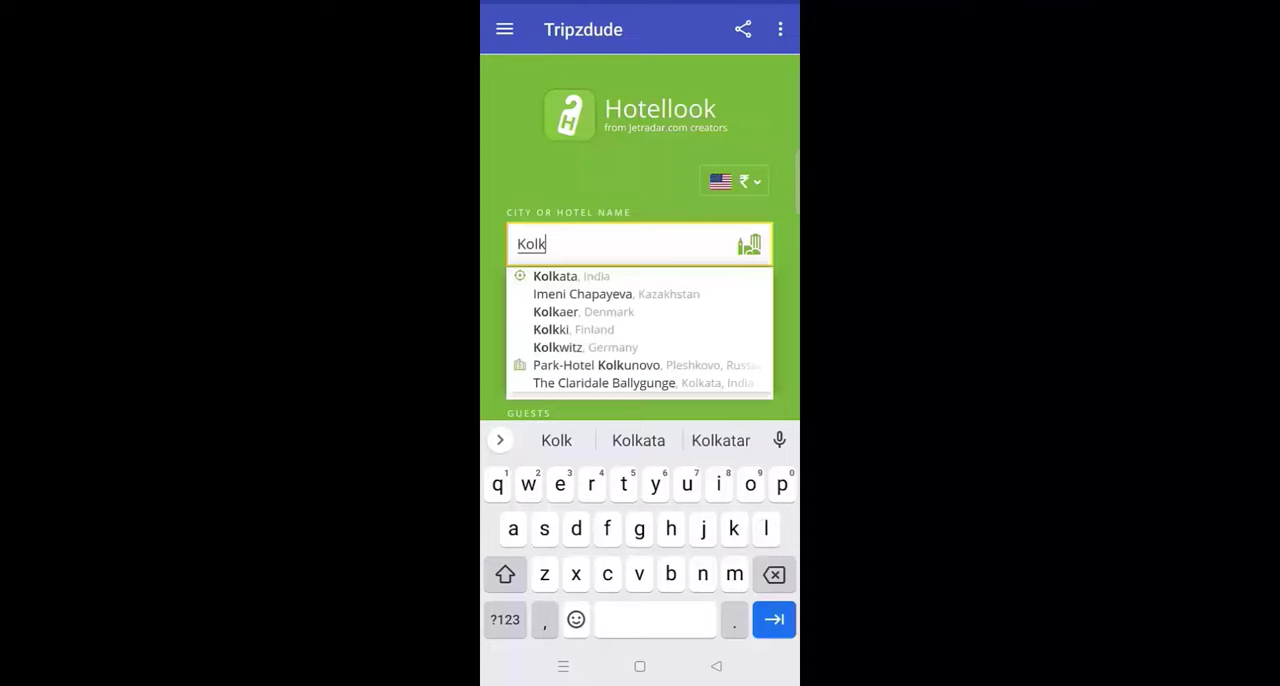 Tripzdude
Hotellook
from Jetradar.com creators
₹
CITY OR HOTEL NAME
Kolk
Kolkata, India
Imeni Chapayeva, Kazakhstan
Kolkaer, Denmark
Kolkki, Finland
Kolkwitz, Germany
Park-Hotel Kolkunovo, Pleshkovo, Russia
The Claridale Ballygunge, Kolkata, India
GUESTS
Kolk Kolkata Kolkatar
1 2 3 4 5 6 7 8 9 0
q w e r t y u i o p
a s d f g h j k l
z x c v b n m
?123 , .